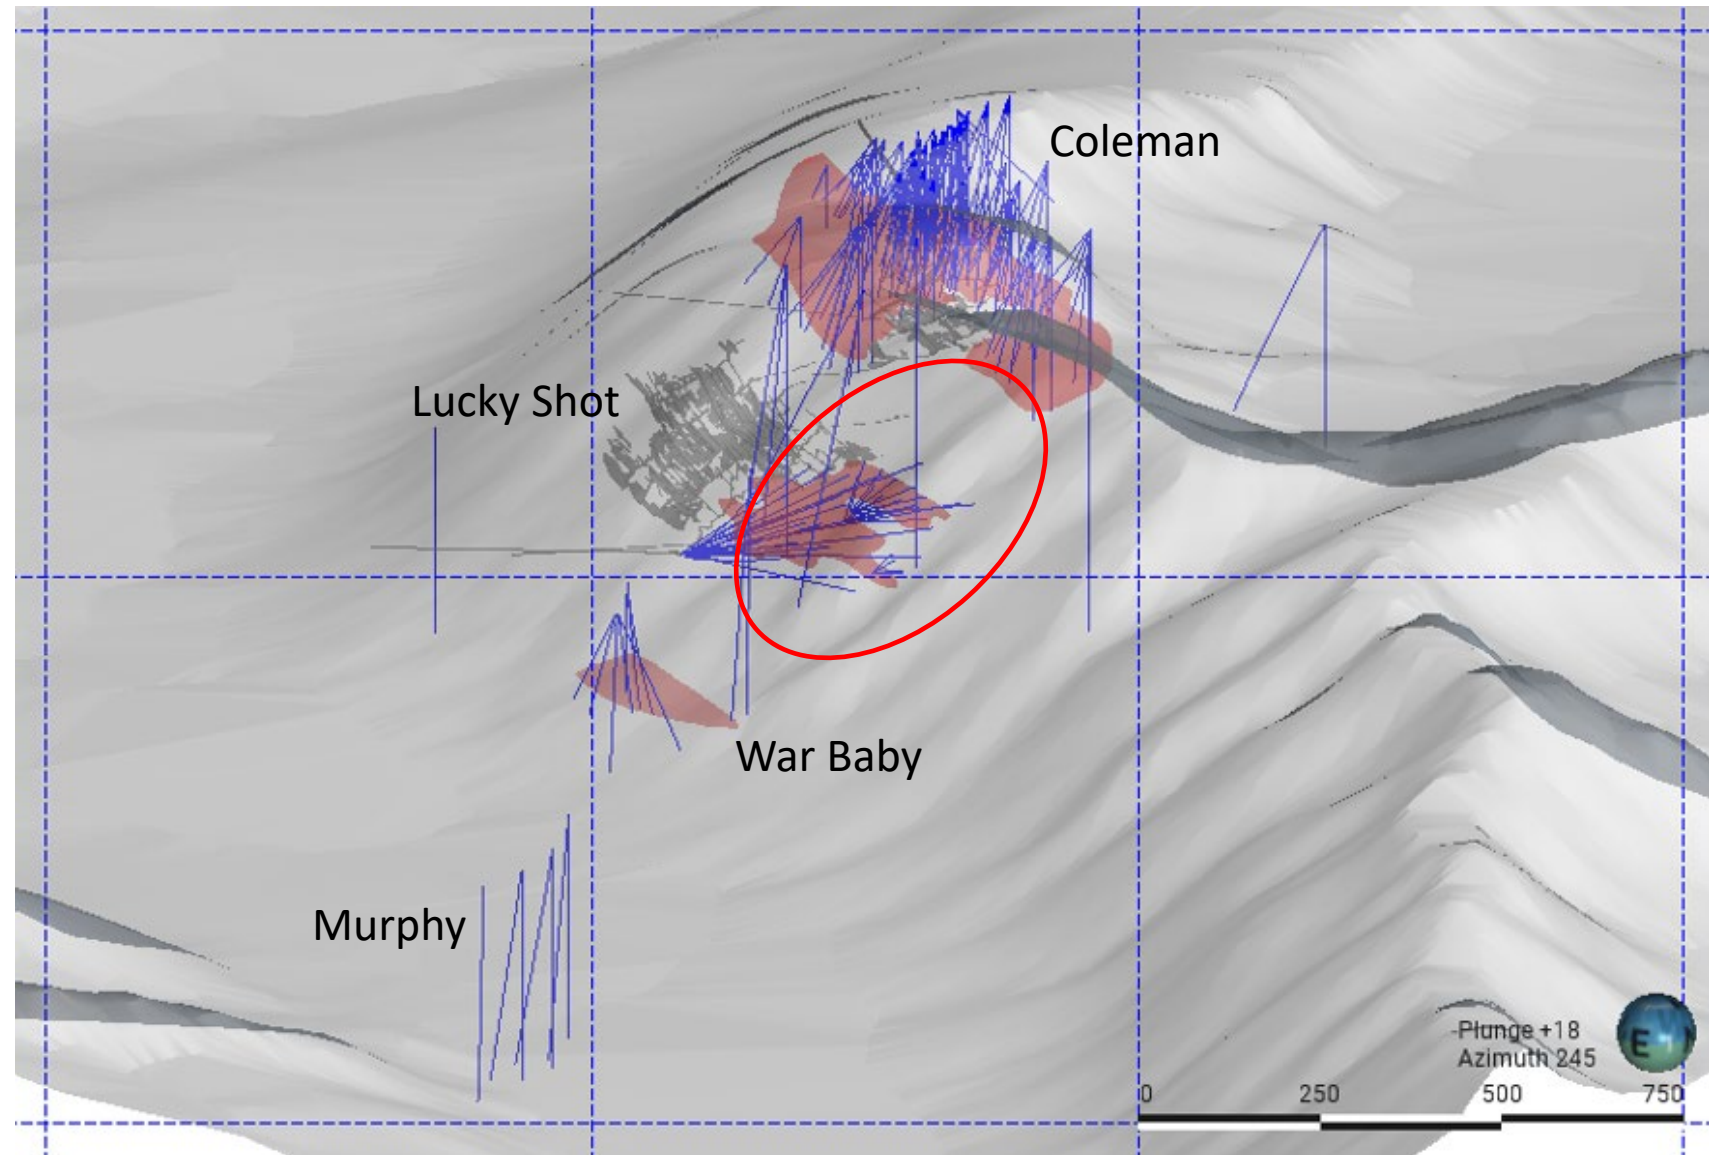 Coleman
Lucky Shot
War Baby
Murphy
Plunge +18
Azimuth 245
E
0 250 500 750